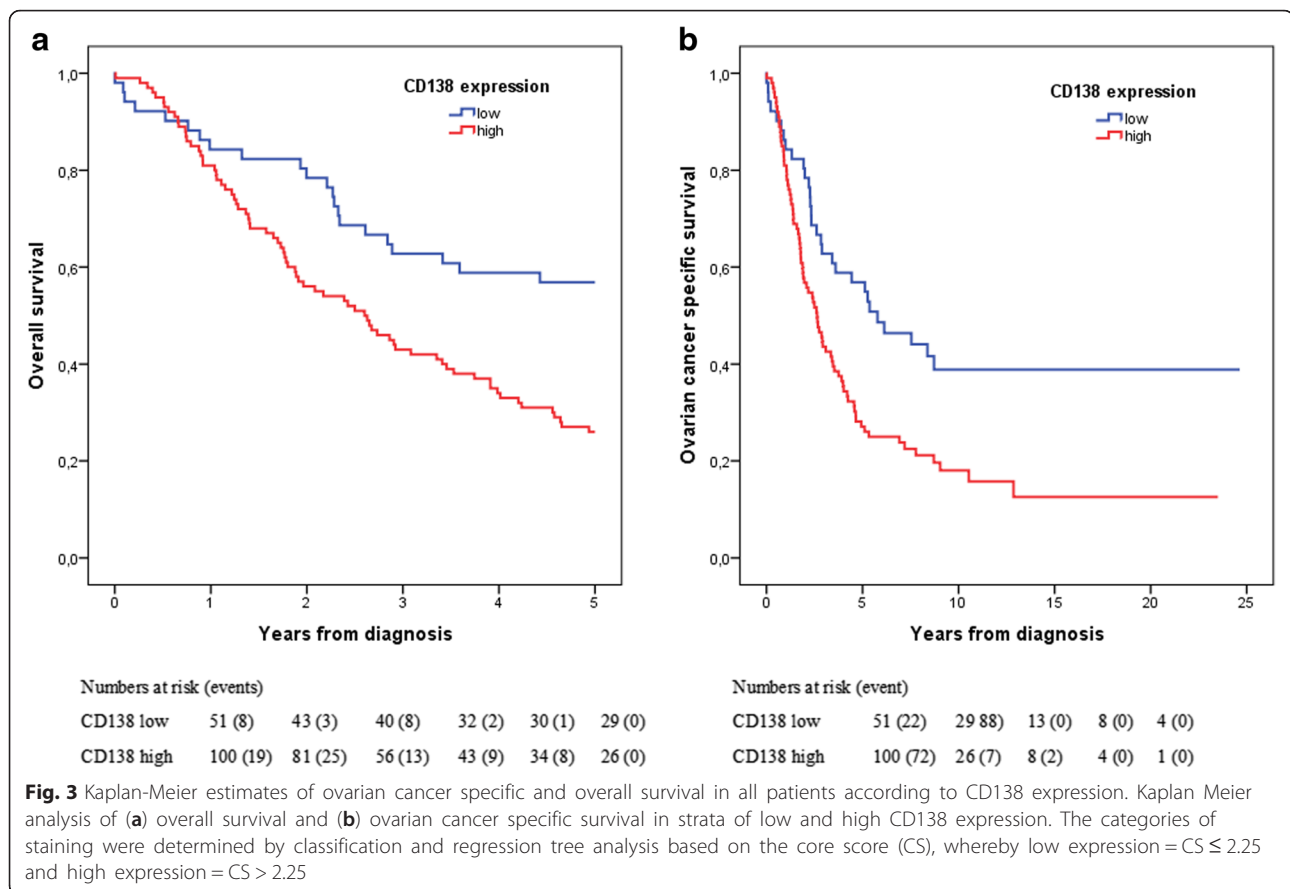 a
b
1,0
0,8
0,6
0,4
0,2
0,0
Overall survival
CD138 expression
low
high
0 1 2 3 4 5
Years from diagnosis
1,0
0,8
0,6
0,4
0,2
0,0
Ovarian cancer specific survival
CD138 expression
low
high
0 5 10 15 20 25
Years from diagnosis
Numbers at risk (events)
CD138 low 51 (8) 43 (3) 40 (8) 32 (2) 30 (1) 29 (0)
CD138 high 100 (19) 81 (25) 56 (13) 43 (9) 34 (8) 26 (0)
Numbers at risk (event)
CD138 low 51 (22) 29 88) 13 (0) 8 (0) 4 (0)
CD138 high 100 (72) 26 (7) 8 (2) 4 (0) 1 (0)
Fig. 3 Kaplan-Meier estimates of ovarian cancer specific and overall survival in all patients according to CD138 expression. Kaplan Meier
analysis of (a) overall survival and (b) ovarian cancer specific survival in strata of low and high CD138 expression. The categories of
staining were determined by classification and regression tree analysis based on the core score (CS), whereby low expression = CS ≤ 2.25
and high expression = CS > 2.25